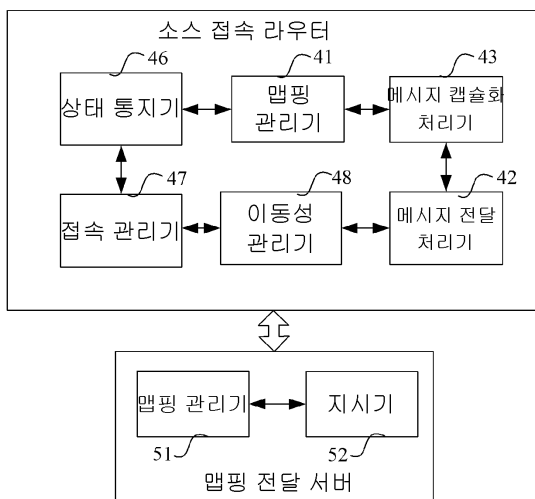 소스 접속 라우터
46
41
43
상태 통지기
맵핑
관리기
메시지 캡슐화
처리기
47
48
42
접속 관리기
이동성
관리기
메시지 전달
처리기
맵핑 관리기
지시기
51
52
맵핑 전달 서버